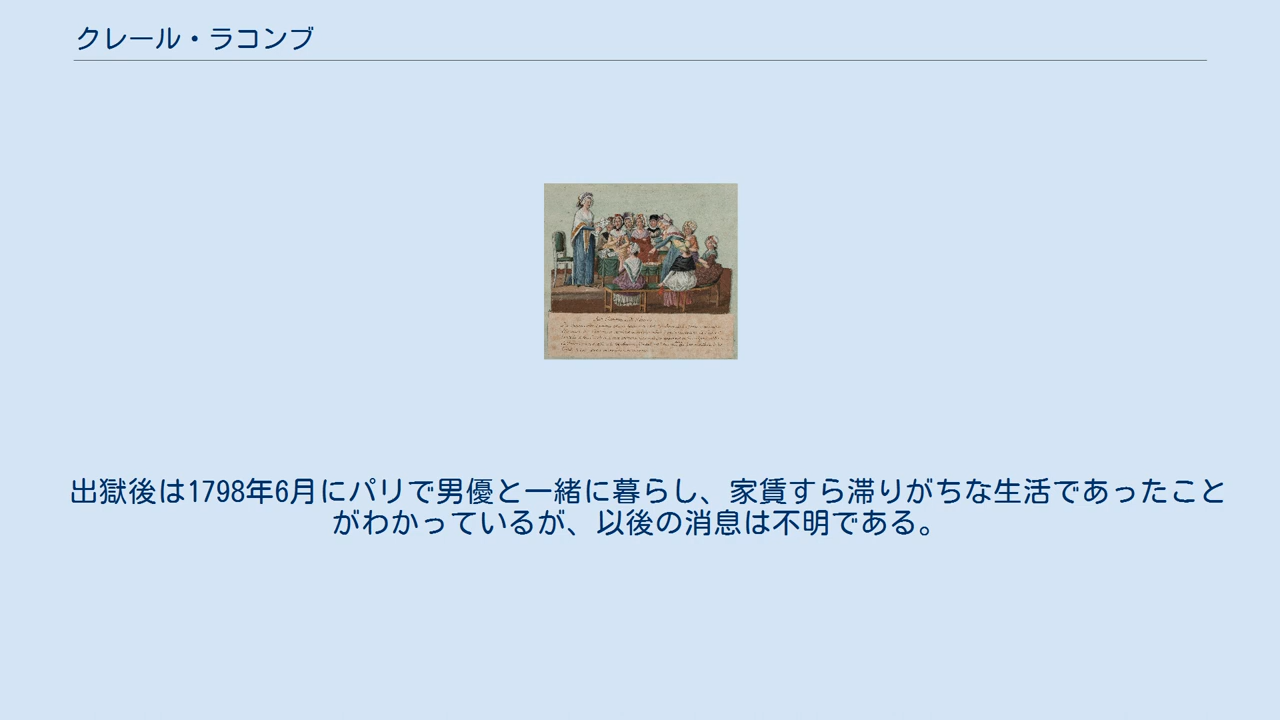 クレール・ラコンブ
出獄後は1798年6月にパリで男優と一緒に暮らし、家賃すら滞りがちな生活であったこと
がわかっているが、以後の消息は不明である。